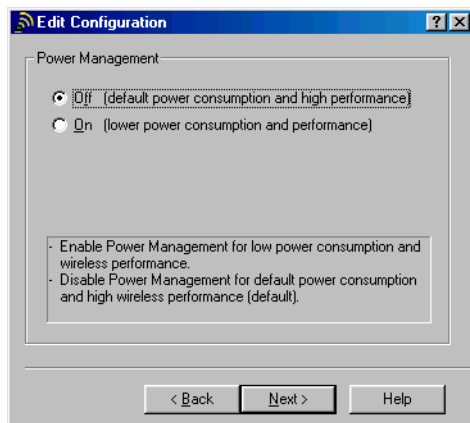 Edit Configuration
Power Management
Off (default power consumption and high performance)
On (lower power consumption and performance)
- Enable Power Management for low power consumption and
wireless performance.
- Disable Power Management for default power consumption
and high wireless performance (default).
< Back
Next >
Help